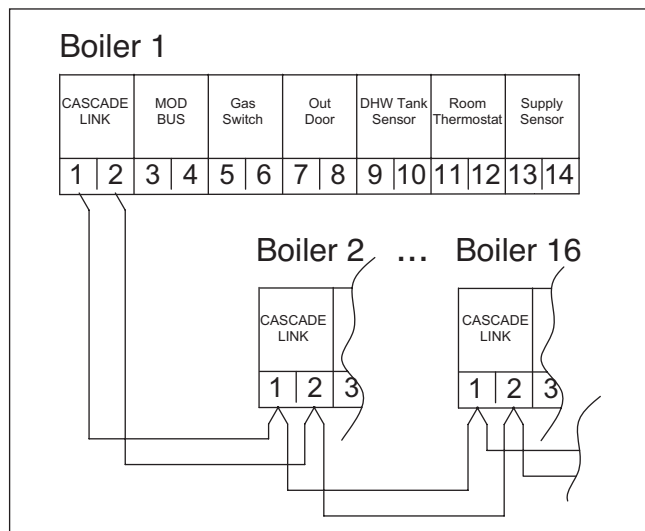 Boiler 1
CASCADE LINK MOD BUS Gas Switch Out Door DHW Tank Sensor Room Thermostat Supply Sensor
1 2 3 4 5 6 7 8 9 10 11 12 13 14
Boiler 2 ... Boiler 16
CASCADE LINK CASCADE LINK
1 2 3 1 2 3